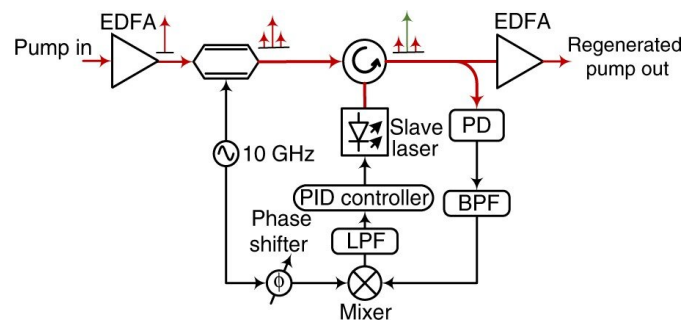 EDFA
EDFA
Pump in
Regenerated
pump out
PD
Slave
laser
10 GHz
PID controller
BPF
Phase
shifter
LPF
ϕ
Mixer